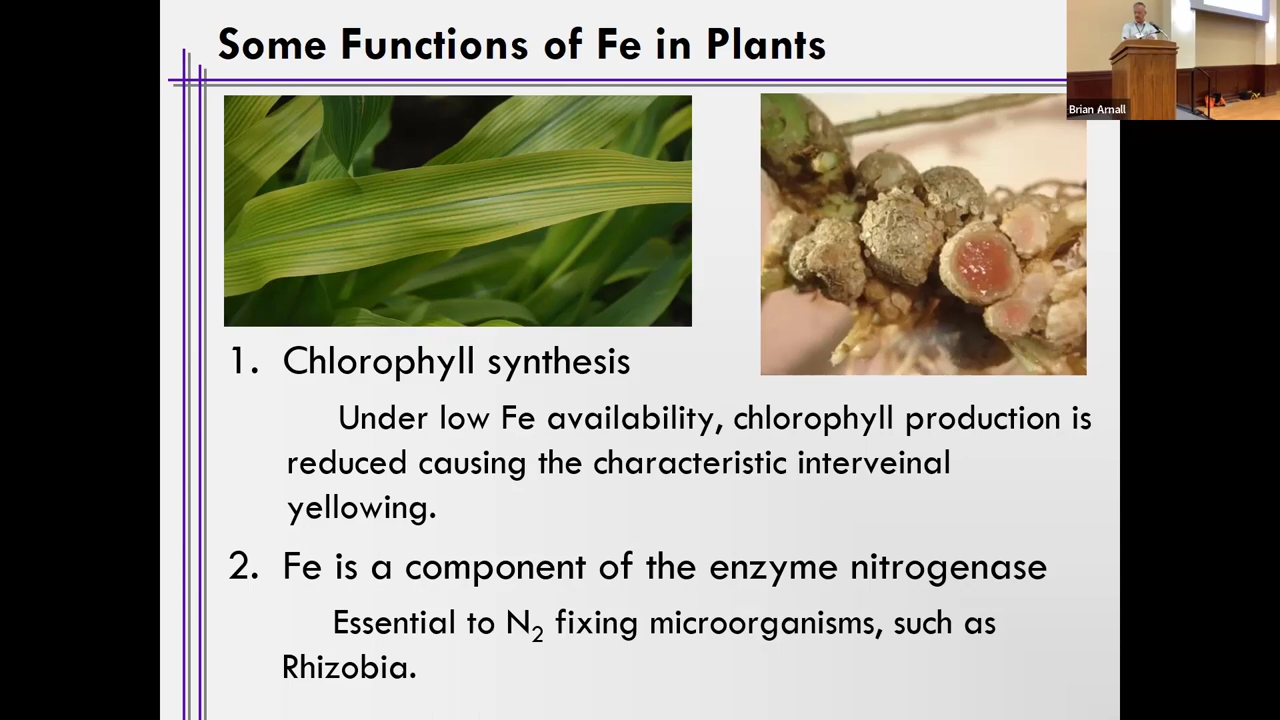 Some Functions of Fe in Plants
Brian Arnall
1. Chlorophyll synthesis
Under low Fe availability, chlorophyll production is
reduced causing the characteristic interveinal
yellowing.
2. Fe is a component of the enzyme nitrogenase
Essential to N₂ fixing microorganisms, such as
Rhizobia.